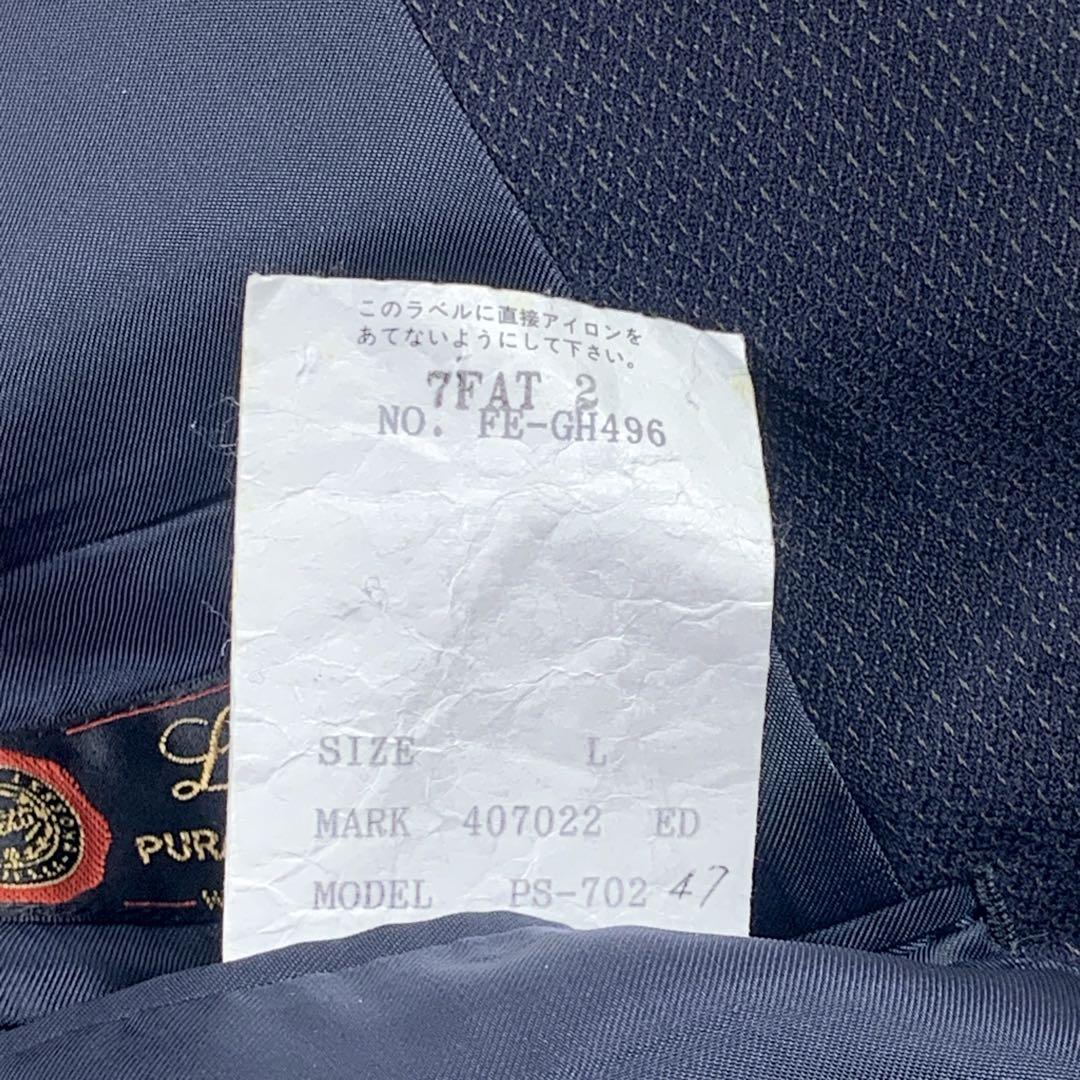 このラベルに直接アイロンを
あてないようにして下さい。
7FAT 2
NO. FE-GH496
SIZE L
MARK 407022 ED
MODEL PS-702 47